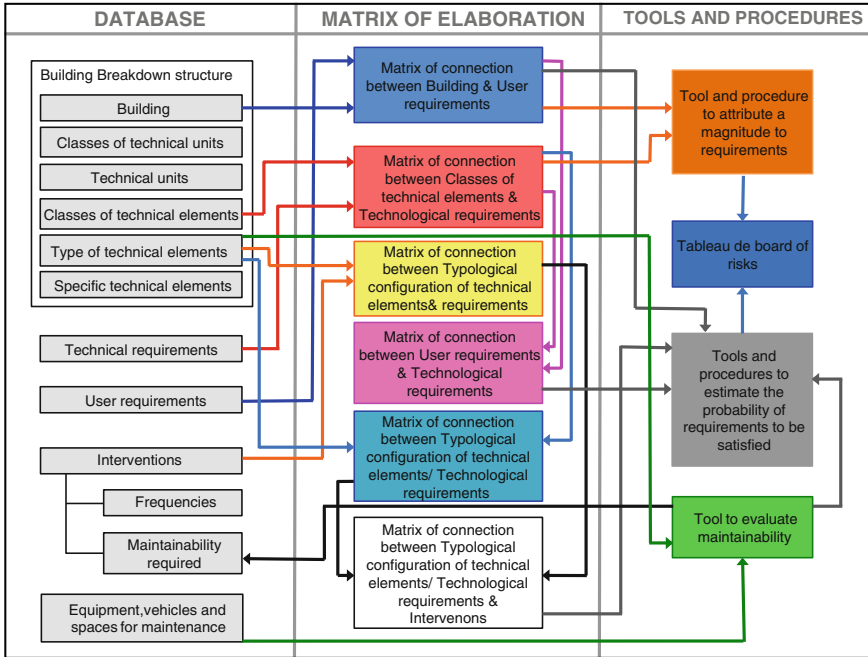 DATABASE
MATRIX OF ELABORATION
TOOLS AND PROCEDURES
Building Breakdown structure
Building
Classes of technical units
Technical units
Classes of technical elements
Type of technical elements
Specific technical elements
Technical requirements
User requirements
Interventions
Frequencies
Maintainability
required
Equipment,vehicles and
spaces for maintenance
Matrix of connection
between Building & User
requirements
Matrix of connection
between Classes of
technical elements &
Technological requirements
Matrix of connection
between Typological
configuration of technical
elements& requirements
Matrix of connection
between User requirements
& Technological
requirements
Matrix of connection
between Typological
configuration of technical
elements/ Technological
requirements
Matrix of connection
between Typological
configuration of technical
elements/ Technological
requirements &
Intervenons
Tool and procedure
to attribute a
magnitude to
requirements
Tableau de board of
risks
Tools and
procedures to
estimate the
probability of
requirements to be
satisfied
Tool to evaluate
maintainability